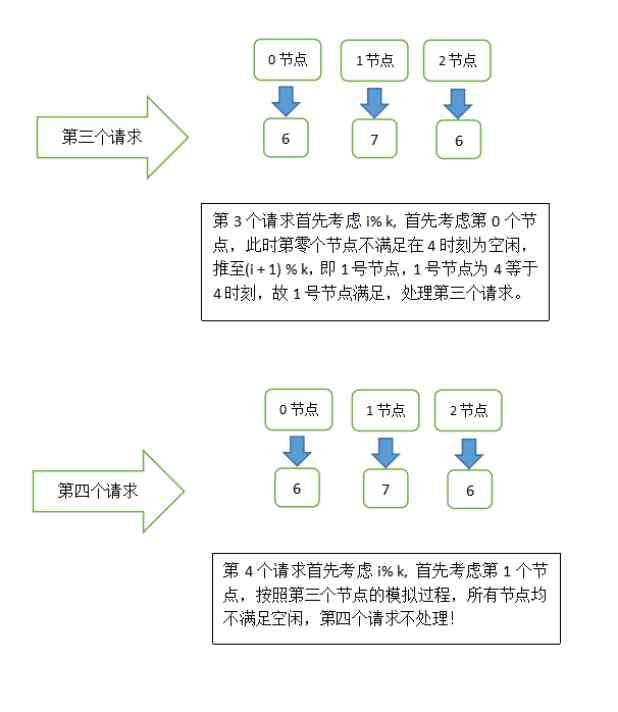 0 节点 1 节点 2 节点
第三个请求
6 7 6
第 3 个请求首先考虑 i% k, 首先考虑第 0 个节
点，此时第零个节点不满足在 4 时刻为空闲，
推至(i + 1) % k，即 1 号节点，1 号节点为 4 等于
4 时刻，故 1 号节点满足，处理第三个请求。
0 节点 1 节点 2 节点
第四个请求
6 7 6
第 4 个请求首先考虑 i% k, 首先考虑第 1 个节
点，按照第三个节点的模拟过程，所有节点均
不满足空闲，第四个请求不处理！